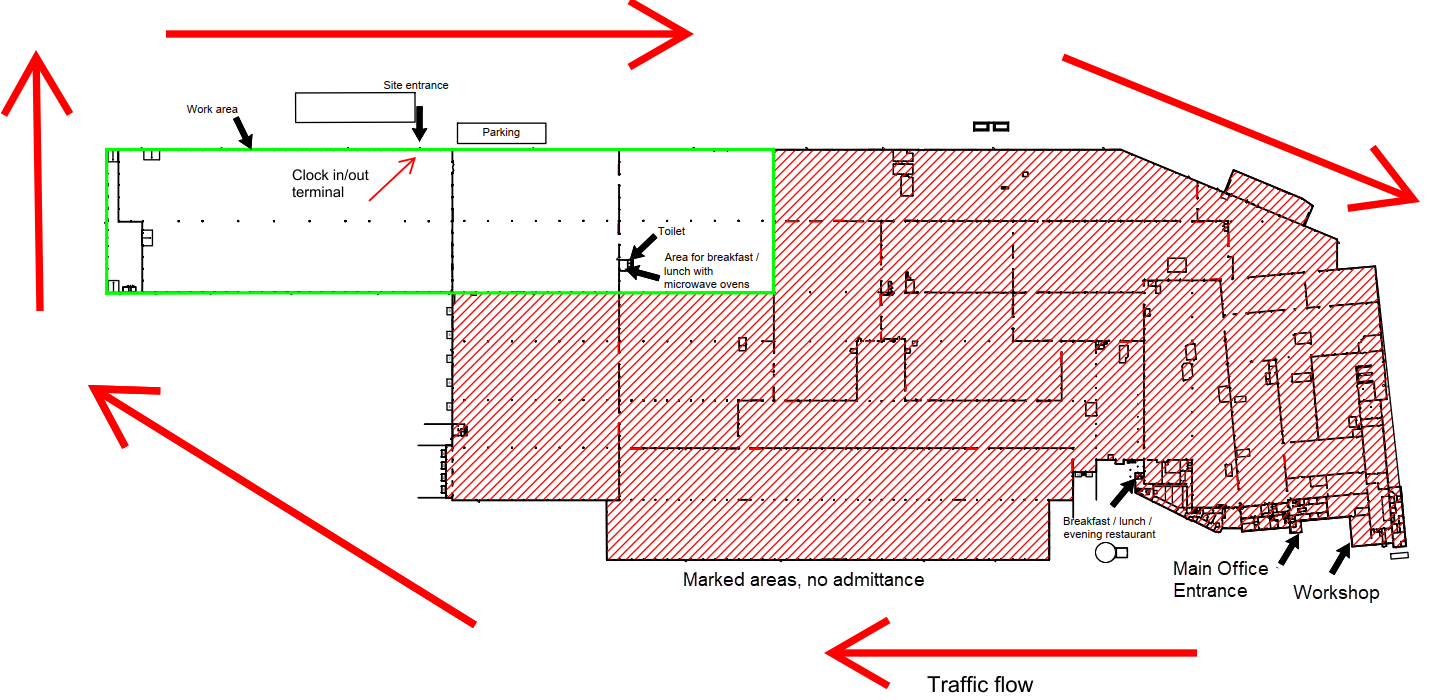 Site entrance
Work area
Parking
Clock in/out
terminal
Toilet
Area for breakfast /
lunch with
microwave ovens
Breakfast / lunch /
evening restaurant
Main Office
Entrance
Workshop
Marked areas, no admittance
Traffic flow